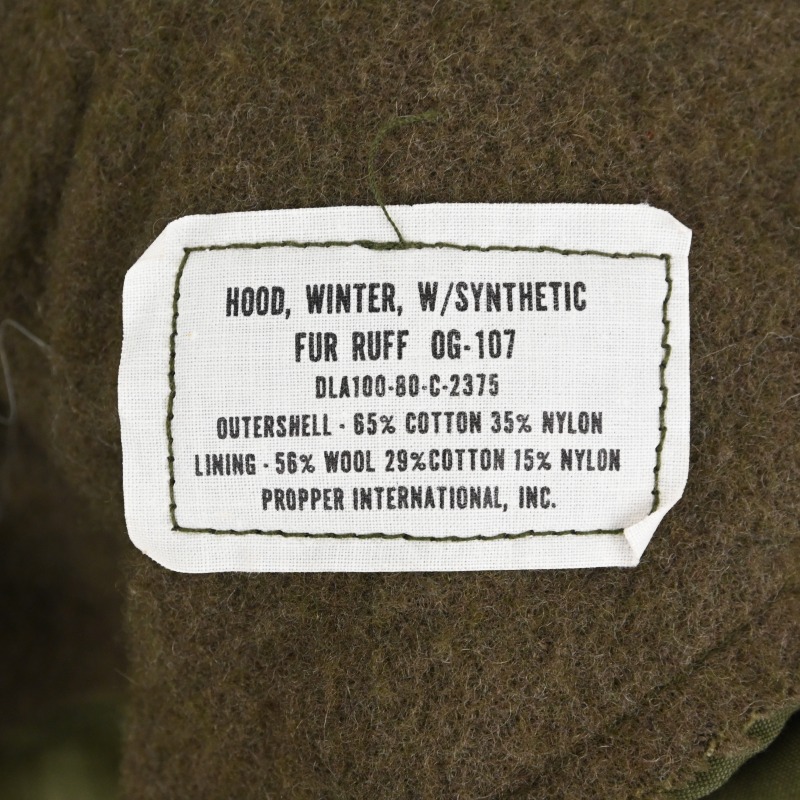 HOOD, WINTER, W/SYNTHETIC
FUR RUFF OG-107
DLA100-80-C-2375
OUTERSHELL - 65% COTTON 35% NYLON
LINING - 56% WOOL 29%COTTON 15% NYLON
PROPPER INTERNATIONAL, INC.